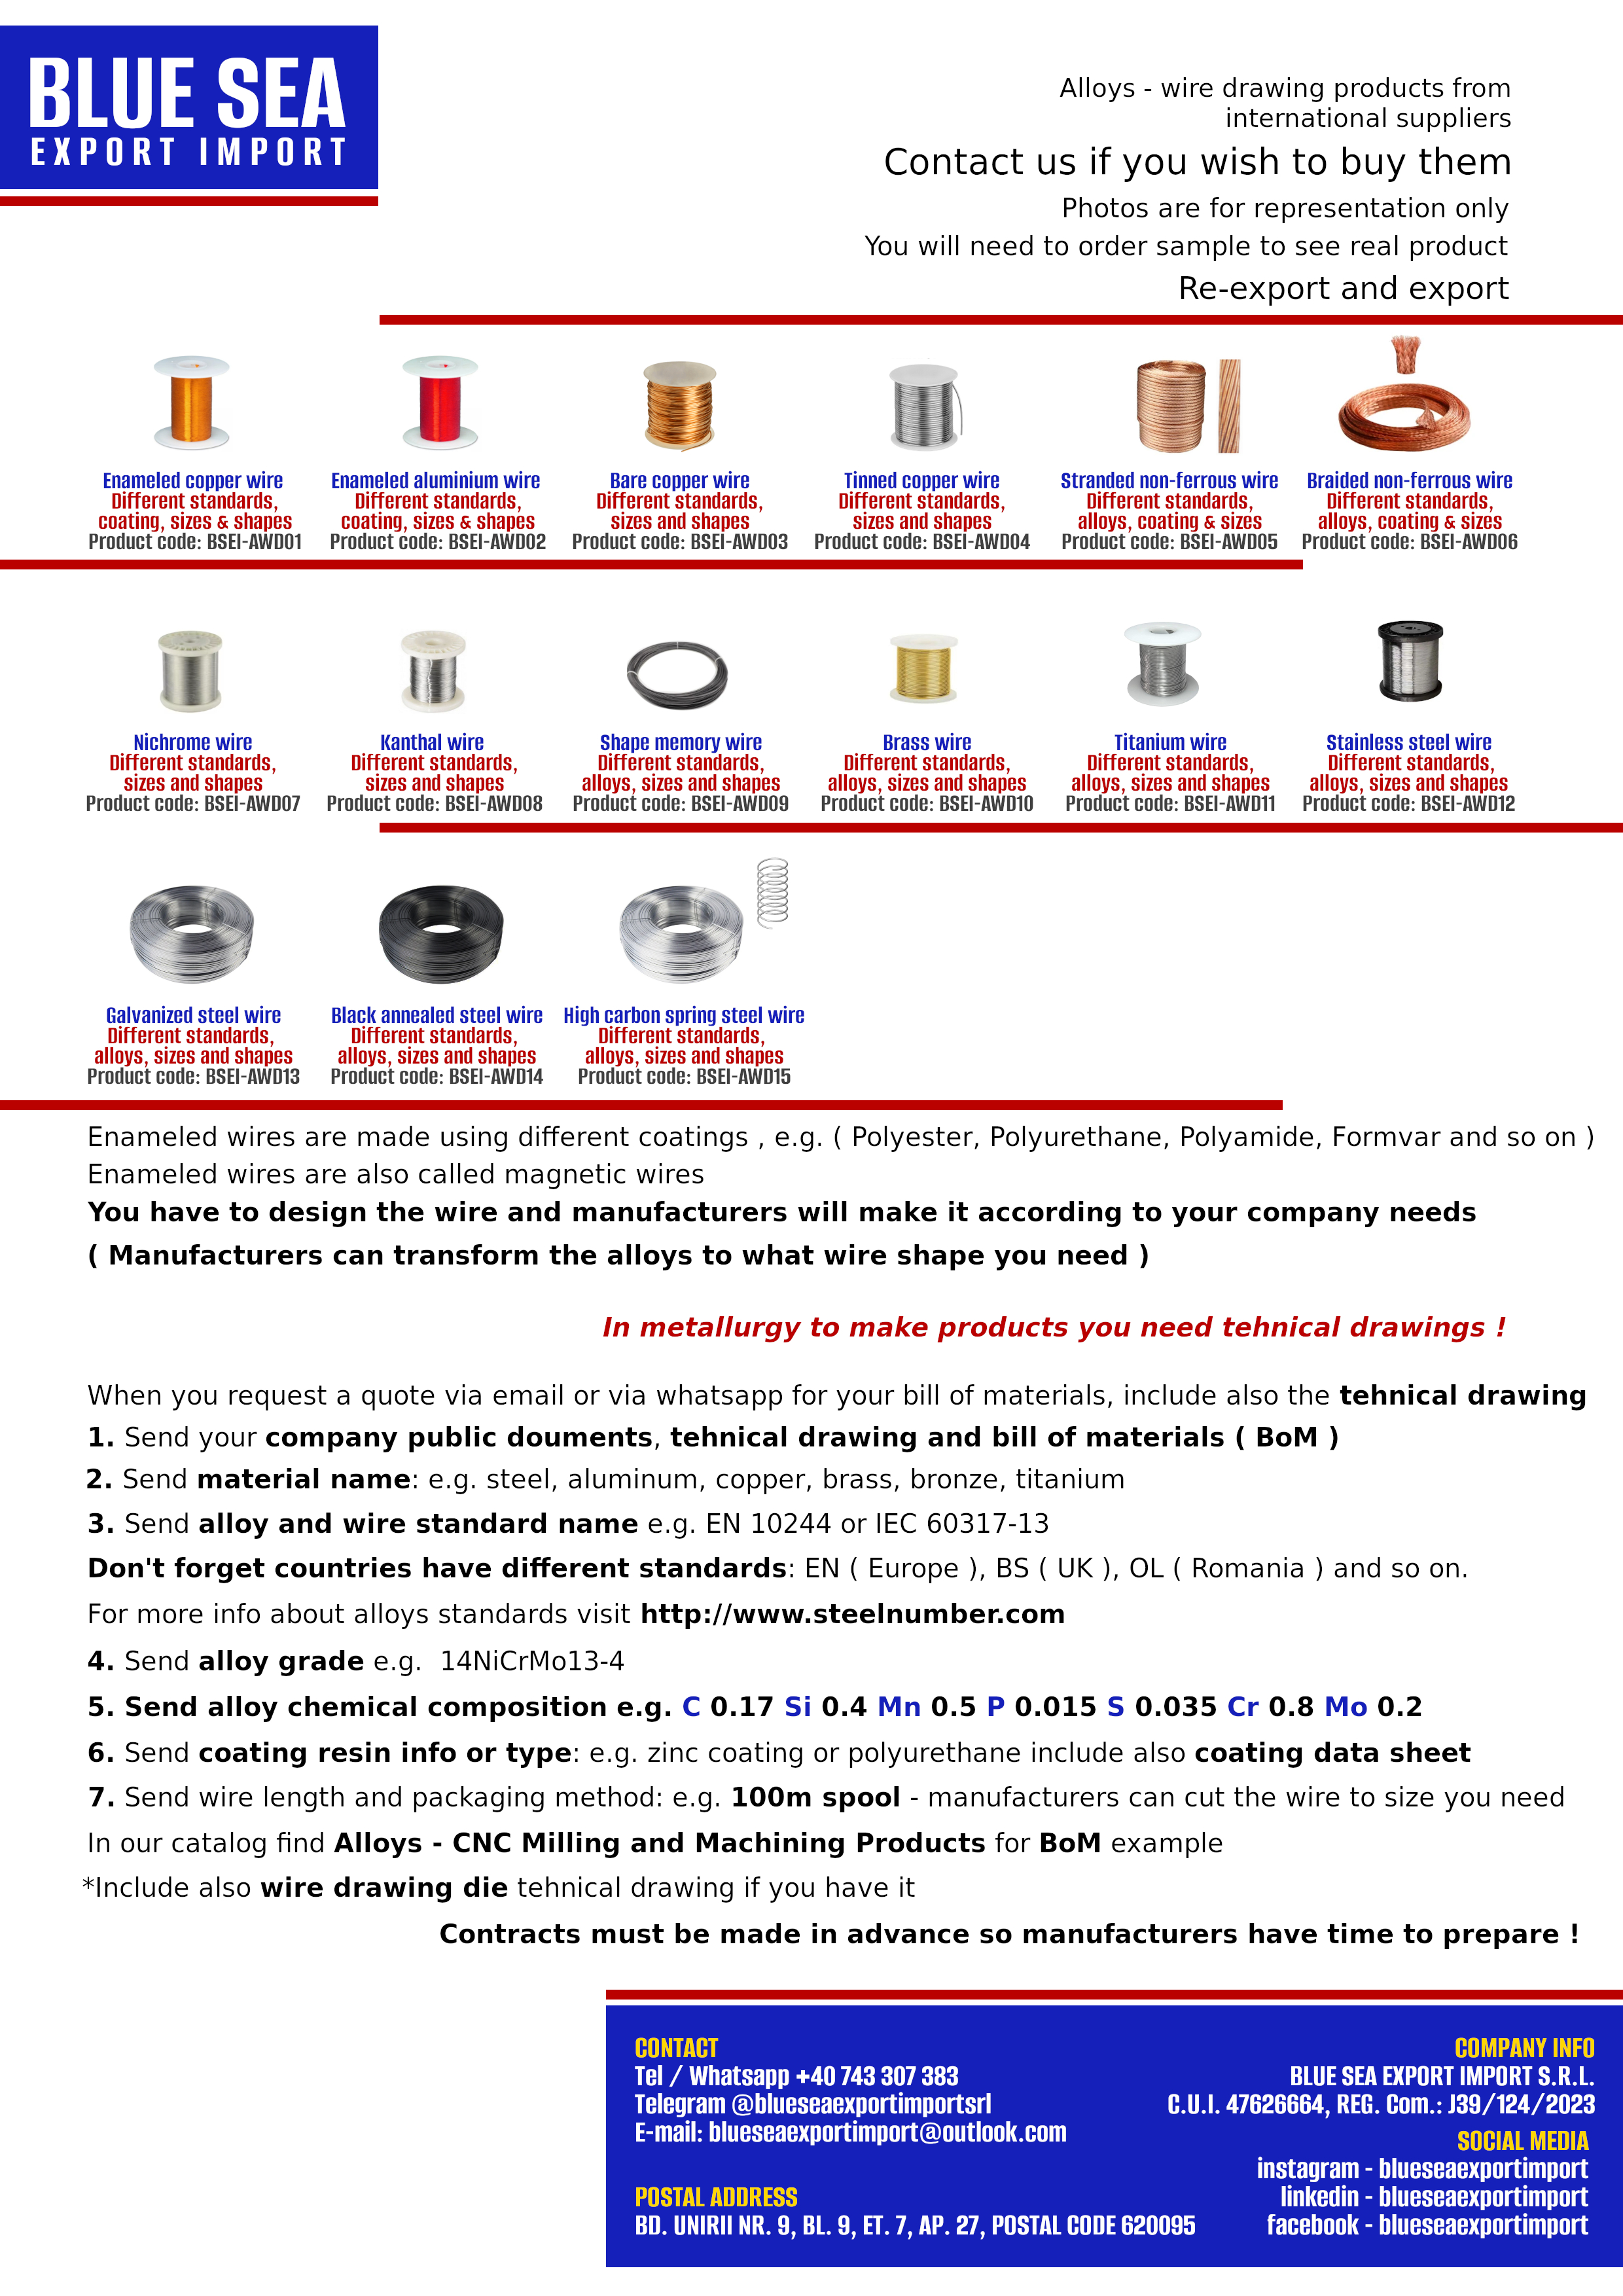 BLUE SEA
EXPORT IMPORT
Alloys - wire drawing products from
international suppliers
Contact us if you wish to buy them
Photos are for representation only
You will need to order sample to see real product
Re-export and export
Enameled copper wire
Different standards,
coating, sizes & shapes
Product code: BSEI-AWD01
Enameled aluminium wire
Different standards,
coating, sizes & shapes
Product code: BSEI-AWD02
Bare copper wire
Different standards,
sizes and shapes
Product code: BSEI-AWD03
Tinned copper wire
Different standards,
sizes and shapes
Product code: BSEI-AWD04
Stranded non-ferrous wire
Different standards,
alloys, coating & sizes
Product code: BSEI-AWD05
Braided non-ferrous wire
Different standards,
alloys, coating & sizes
Product code: BSEI-AWD06
Nichrome wire
Different standards,
sizes and shapes
Product code: BSEI-AWD07
Kanthal wire
Different standards,
sizes and shapes
Product code: BSEI-AWD08
Shape memory wire
Different standards,
alloys, sizes and shapes
Product code: BSEI-AWD09
Brass wire
Different standards,
alloys, sizes and shapes
Product code: BSEI-AWD10
Titanium wire
Different standards,
alloys, sizes and shapes
Product code: BSEI-AWD11
Stainless steel wire
Different standards,
alloys, sizes and shapes
Product code: BSEI-AWD12
Galvanized steel wire
Different standards,
alloys, sizes and shapes
Product code: BSEI-AWD13
Black annealed steel wire
Different standards,
alloys, sizes and shapes
Product code: BSEI-AWD14
High carbon spring steel wire
Different standards,
alloys, sizes and shapes
Product code: BSEI-AWD15
Enameled wires are made using different coatings , e.g. ( Polyester, Polyurethane, Polyamide, Formvar and so on )
Enameled wires are also called magnetic wires
You have to design the wire and manufacturers will make it according to your company needs
( Manufacturers can transform the alloys to what wire shape you need )
In metallurgy to make products you need tehnical drawings !
When you request a quote via email or via whatsapp for your bill of materials, include also the tehnical drawing
1. Send your company public douments, tehnical drawing and bill of materials ( BoM )
2. Send material name: e.g. steel, aluminum, copper, brass, bronze, titanium
3. Send alloy and wire standard name e.g. EN 10244 or IEC 60317-13
Don't forget countries have different standards: EN ( Europe ), BS ( UK ), OL ( Romania ) and so on.
For more info about alloys standards visit http://www.steelnumber.com
4. Send alloy grade e.g.  14NiCrMo13-4
5. Send alloy chemical composition e.g. C 0.17 Si 0.4 Mn 0.5 P 0.015 S 0.035 Cr 0.8 Mo 0.2
6. Send coating resin info or type: e.g. zinc coating or polyurethane include also coating data sheet
7. Send wire length and packaging method: e.g. 100m spool - manufacturers can cut the wire to size you need
In our catalog find Alloys - CNC Milling and Machining Products for BoM example
*Include also wire drawing die tehnical drawing if you have it
Contracts must be made in advance so manufacturers have time to prepare !
CONTACT
Tel / Whatsapp +40 743 307 383
Telegram @blueseaexportimportsrl
E-mail: blueseaexportimport@outlook.com
POSTAL ADDRESS
BD. UNIRII NR. 9, BL. 9, ET. 7, AP. 27, POSTAL CODE 620095
COMPANY INFO
BLUE SEA EXPORT IMPORT S.R.L.
C.U.I. 47626664, REG. Com.: J39/124/2023
SOCIAL MEDIA
instagram - blueseaexportimport
linkedin - blueseaexportimport
facebook - blueseaexportimport